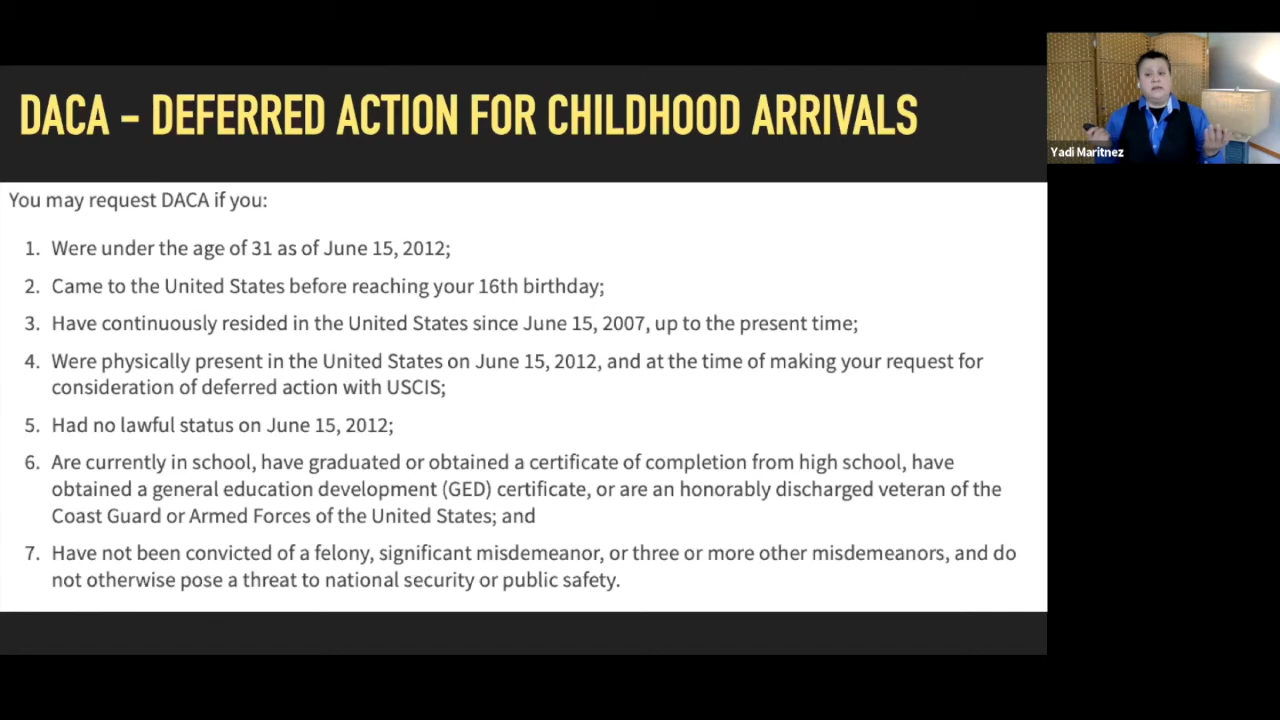 DACA – DEFERRED ACTION FOR CHILDHOOD ARRIVALS
Yadi Maritnez
You may request DACA if you:
1. Were under the age of 31 as of June 15, 2012;
2. Came to the United States before reaching your 16th birthday;
3. Have continuously resided in the United States since June 15, 2007, up to the present time;
4. Were physically present in the United States on June 15, 2012, and at the time of making your request for
consideration of deferred action with USCIS;
5. Had no lawful status on June 15, 2012;
6. Are currently in school, have graduated or obtained a certificate of completion from high school, have
obtained a general education development (GED) certificate, or are an honorably discharged veteran of the
Coast Guard or Armed Forces of the United States; and
7. Have not been convicted of a felony, significant misdemeanor, or three or more other misdemeanors, and do
not otherwise pose a threat to national security or public safety.